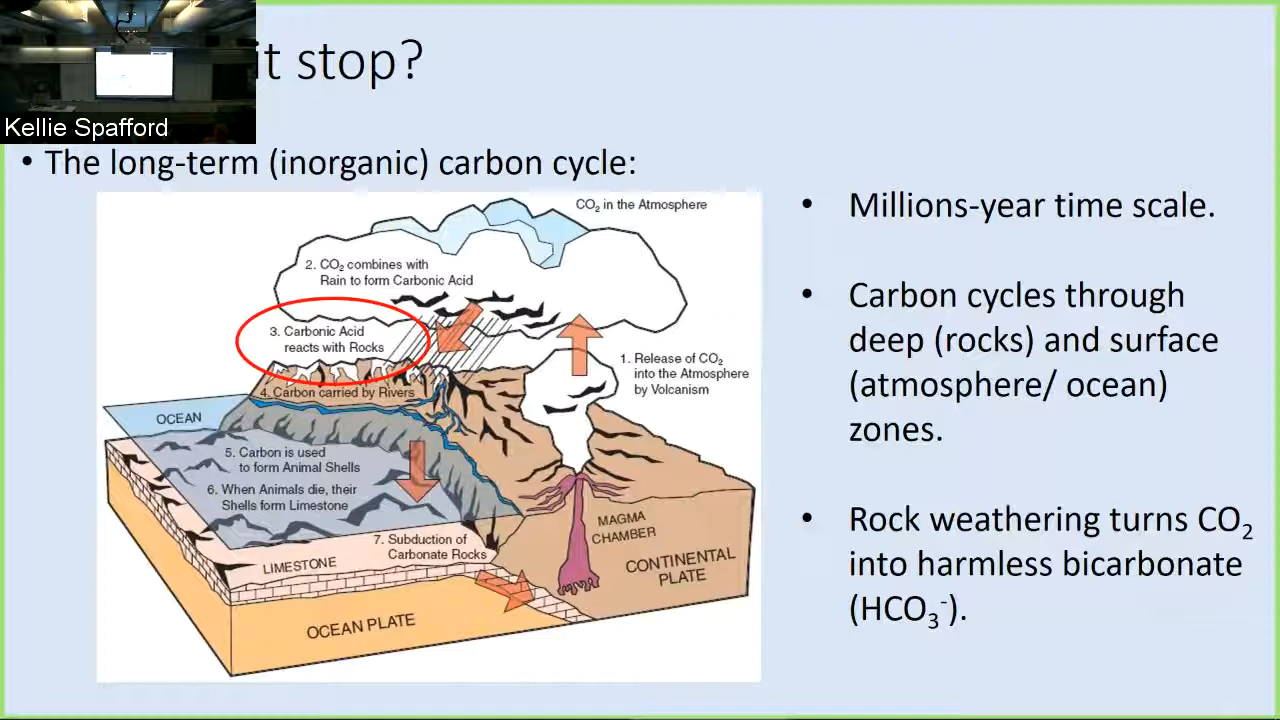 it stop?
Kellie Spafford
• The long-term (inorganic) carbon cycle:
CO2 in the Atmosphere
2. CO2 combines with
Rain to form Carbonic Acid
3. Carbonic Acid
reacts with Rocks
1. Release of CO2
into the Atmosphere
by Volcanism
4. Carbon carried by Rivers
OCEAN
5. Carbon is used
to form Animal Shells
6. When Animals die, their
Shells form Limestone
7. Subduction of
Carbonate Rocks
MAGMA
CHAMBER
LIMESTONE
CONTINENTAL
PLATE
OCEAN PLATE
• Millions-year time scale.
• Carbon cycles through
deep (rocks) and surface
(atmosphere/ ocean)
zones.
• Rock weathering turns CO2
into harmless bicarbonate
(HCO3-).